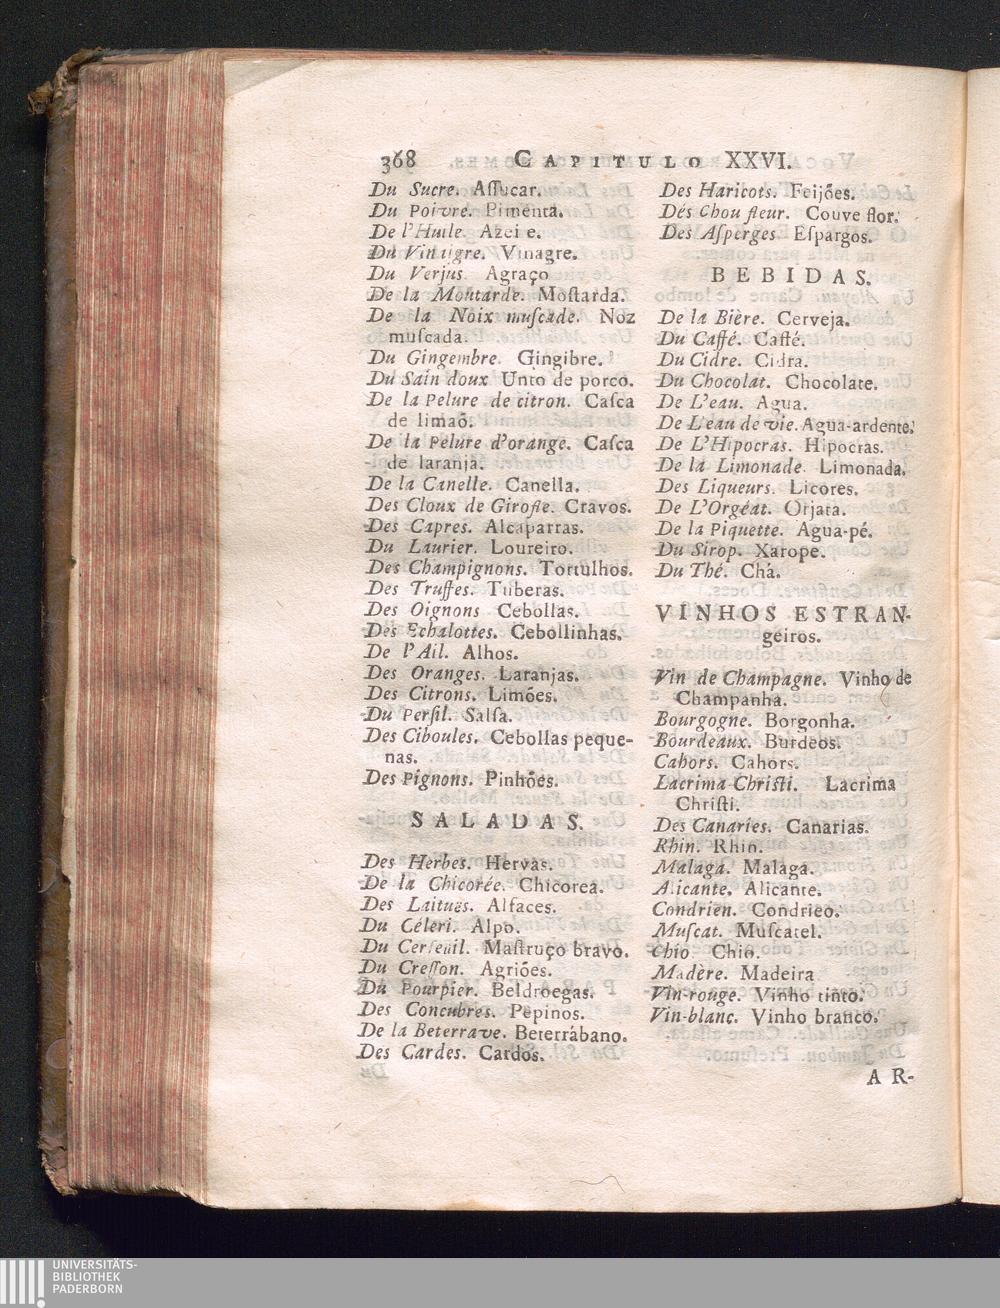 368 CAPITULO XXVI.
Du Sucre. Aſſucar.
Du Poivre. Pimenta.
De l'Huile. Azei e.
Du Vinaigre. Vinagre.
Du Verjus. Agraço
De la Moutarde. Moſtarda.
De la Noix muſcade. Noz
muſcada.
Du Gingembre. Gingibre.
Du Sain doux Unto de porco.
De la Pelure de citron. Caſca
de limaõ.
De la Pelure d'orange. Caſca
de laranja.
De la Canelle. Canella.
Des Cloux de Girofle. Cravos.
Des Capres. Alcaparras.
Du Laurier. Loureiro.
Des Champignons. Tortulhos.
Des Truffes. Tuberas.
Des Oignons Cebollas.
Des Echalottes. Cebollinhas.
De l'Ail. Alhos.
Des Oranges. Laranjas.
Des Citrons. Limões.
Du Perſil. Salſa.
Des Ciboules. Cebollas peque-
nas.
Des Pignons. Pinhões.
SALADAS.
Des Herbes. Hervas.
De la Chicorée. Chicorea.
Des Laituës. Alfaces.
Du Céleri. Alpo.
Du Cerfeuil. Maſtruço bravo.
Du Creſſon. Agriões.
Du Pourpier. Beldroegas.
Des Concubres. Pepinos.
De la Beterrave. Beterrábano.
Des Cardes. Cardos.
Des Haricots. Feijões.
Dés Chou fleur. Couve flor.
Des Aſperges. Eſpargos.
BEBIDAS.
De la Bière. Cerveja.
Du Caffé. Caffé.
Du Cidre. Cidra.
Du Chocolat. Chocolate.
De L'eau. Agua.
De L'eau de vie. Agua-ardente.
De L'Hipocras. Hipocras.
De la Limonade. Limonada.
Des Liqueurs. Licores.
De L'Orgéat. Orjata.
De la Piquette. Agua-pé.
Du Sirop. Xarope.
Du Thé. Chà.
VINHOS ESTRAN-
geiros.
Vin de Champagne. Vinho de
Champanha.
Bourgogne. Borgonha.
Bourdeaux. Burdeos.
Cahors. Cahors.
Lacrima Chriſti. Lacrima
Chriſti.
Des Canaries. Canarias.
Rhin. Rhin.
Malaga. Malaga.
Alicante. Alicante.
Condrien. Condrieo.
Muſcat. Muſcatel.
Chio Chio.
Madère. Madeira
Vin-rouge. Vinho tinto.
Vin-blanc. Vinho branco.
AR-
UNIVERSITÄTS-
BIBLIOTHEK
PADERBORN